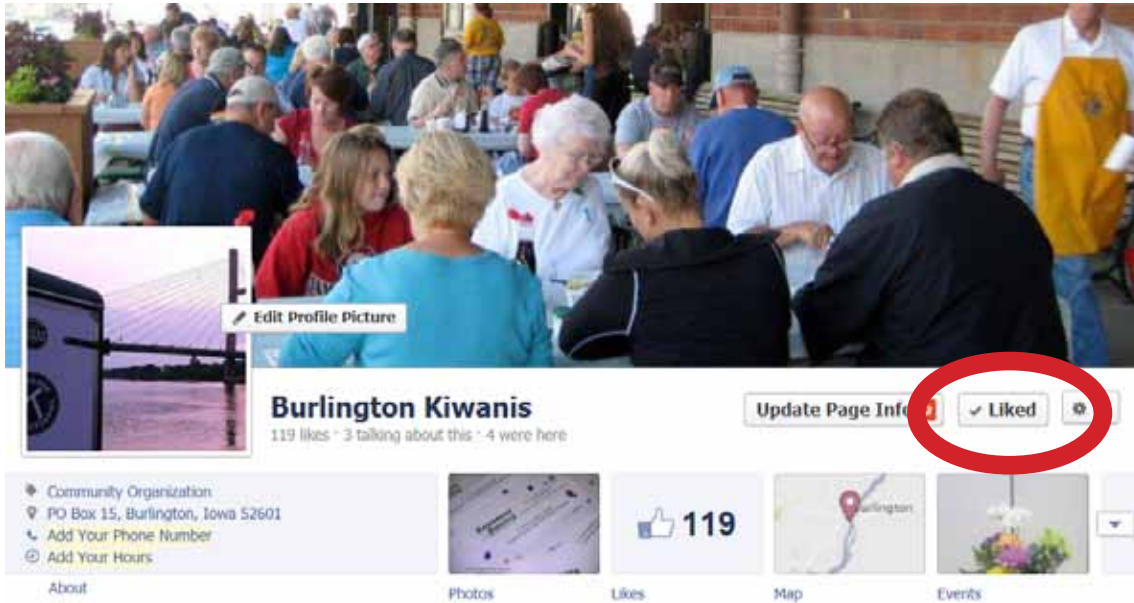 Edit Profile Picture
Burlington Kiwanis
119 likes · 3 talking about this · 4 were here
Update Page Info
✓ Liked
Community Organization
PO Box 15, Burlington, Iowa 52601
Add Your Phone Number
Add Your Hours
About
119
Burlington
Photos
Likes
Map
Events